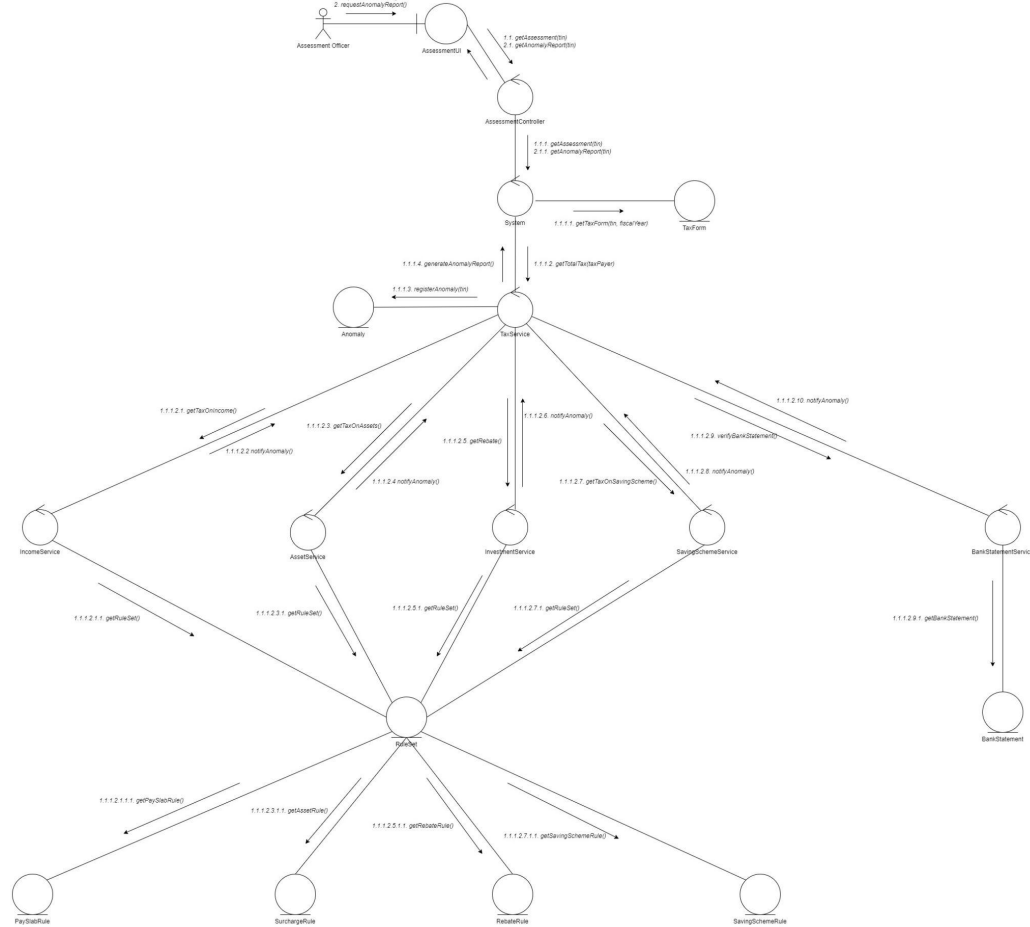 2. requestAnomalyReport()
Assessment Officer
AssessmentUI
1.1. getAssessment(tin)
2.1. getAnomalyReport(tin)
AssessmentController
1.1.1. getAssessment(tin)
2.1.1. getAnomalyReport(tin)
System
1.1.1.1. getTaxForm(tin, fiscalYear)
TaxForm
1.1.1.4. generateAnomalyReport()
1.1.1.2. getTotalTax(taxPayer)
1.1.1.3. registerAnomaly(tin)
Anomaly
TaxService
1.1.1.2.10. notifyAnomaly()
1.1.1.2.1. getTaxOnIncome()
1.1.1.2.6. notifyAnomaly()
1.1.1.2.3. getTaxOnAssets()
1.1.1.2.9. verifyBankStatement()
1.1.1.2.5. getRebate()
1.1.1.2.2 notifyAnomaly()
1.1.1.2.8. notifyAnomaly()
1.1.1.2.4 notifyAnomaly()
1.1.1.2.7. getTaxOnSavingScheme()
IncomeService
AssetService
InvestmentService
SavingSchemeService
BankStatementServic
1.1.1.2.1.1. getRuleSet()
1.1.1.2.3.1. getRuleSet()
1.1.1.2.5.1. getRuleSet()
1.1.1.2.7.1. getRuleSet()
1.1.1.2.9.1. getBankStatement()
RuleSet
BankStatement
1.1.1.2.1.1.1. getPaySlabRule()
1.1.1.2.3.1.1. getAssetRule()
1.1.1.2.5.1.1. getRebateRule()
1.1.1.2.7.1.1. getSavingSchemeRule()
PaySlabRule
SurchargeRule
RebateRule
SavingSchemeRule